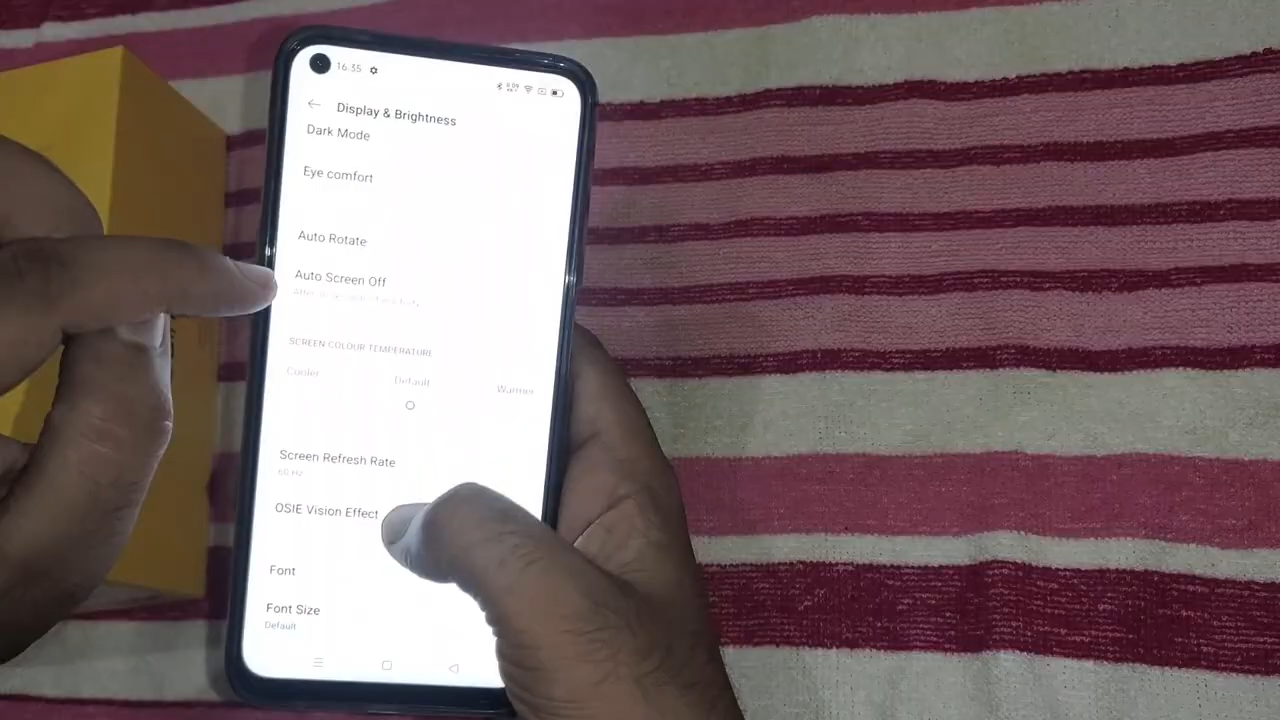 16:35
Display & Brightness
Dark Mode
Eye comfort
Auto Rotate
Auto Screen Off
SCREEN COLOUR TEMPERATURE
Cooler Default Warmer
Screen Refresh Rate
60 Hz
OSIE Vision Effect
Font
Font Size
Default